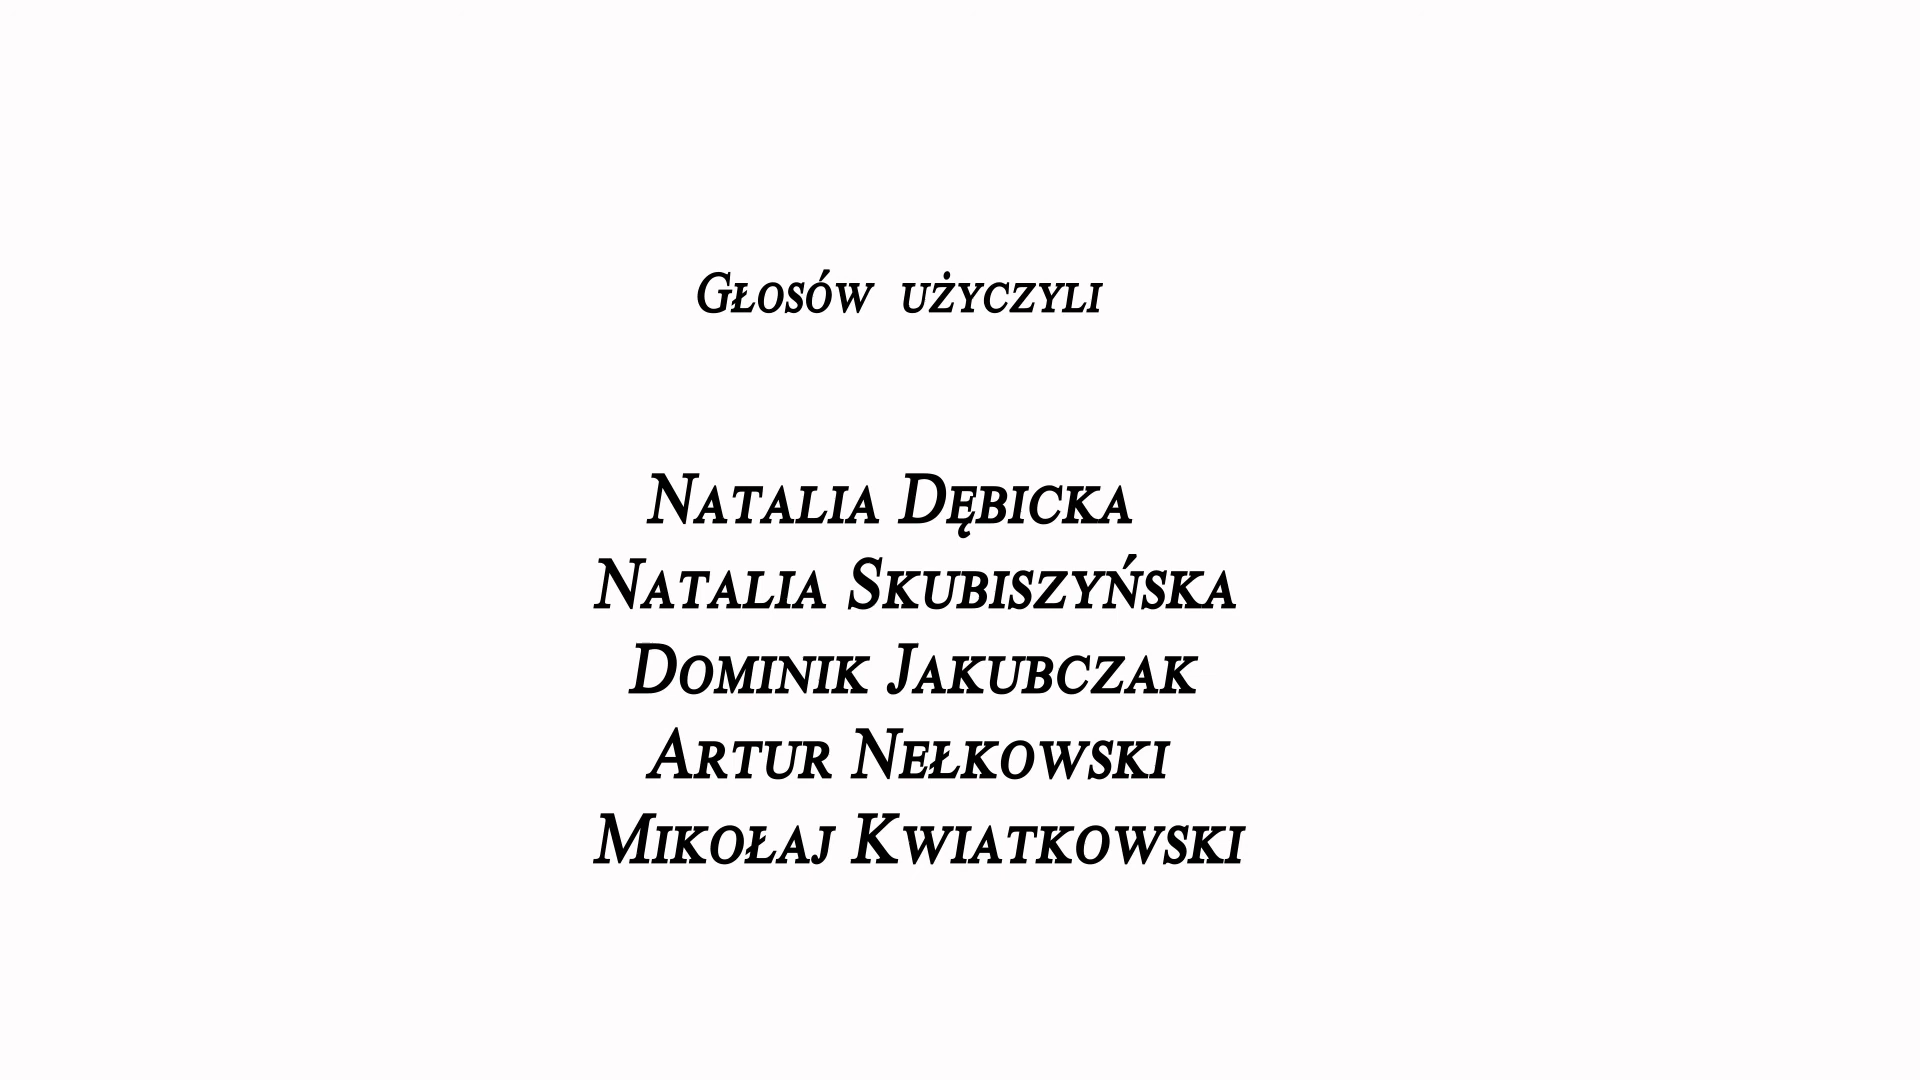 Głosów użyczyli
Natalia Dębicka
Natalia Skubiszyńska
Dominik Jakubczak
Artur Nełkowski
Mikołaj Kwiatkowski